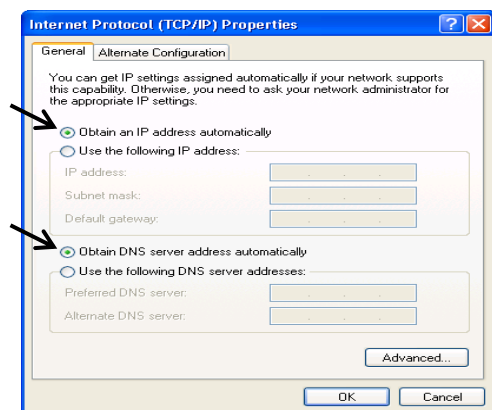 Internet Protocol (TCP/IP) Properties
General Alternate Configuration
You can get IP settings assigned automatically if your network supports
this capability. Otherwise, you need to ask your network administrator for
the appropriate IP settings.
Obtain an IP address automatically
Use the following IP address:
IP address:
Subnet mask:
Default gateway:
Obtain DNS server address automatically
Use the following DNS server addresses:
Preferred DNS server:
Alternate DNS server:
Advanced...
OK Cancel